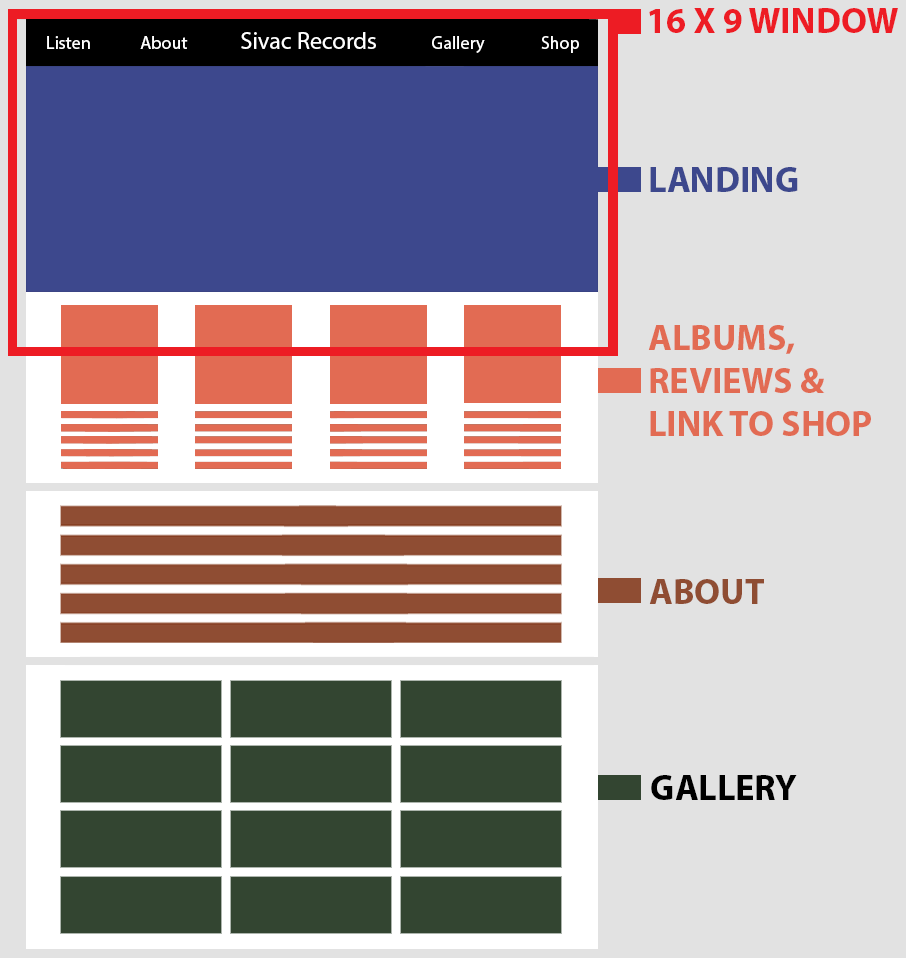 16 X 9 WINDOW
Listen About Sivac Records Gallery Shop
LANDING
ALBUMS,
REVIEWS &
LINK TO SHOP
ABOUT
GALLERY